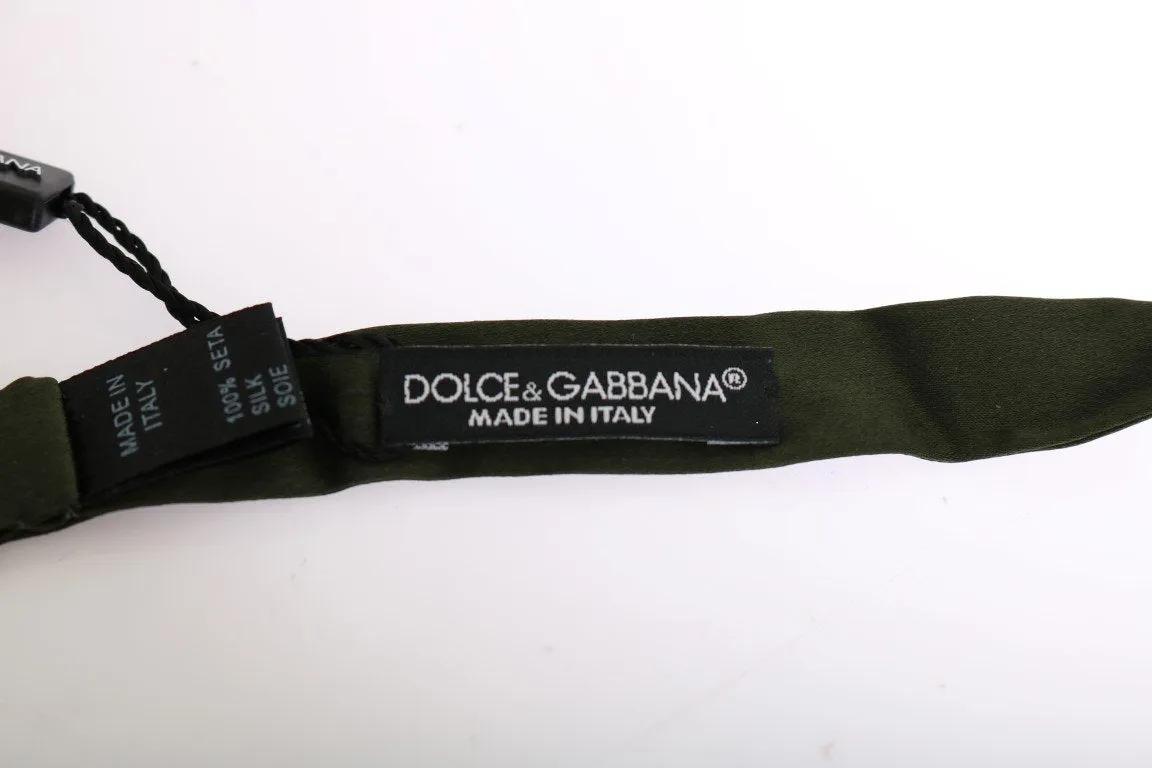 MADE IN
ITALY
100% SETA
SILK
SOIE
DOLCE&GABBANA®
MADE IN ITALY